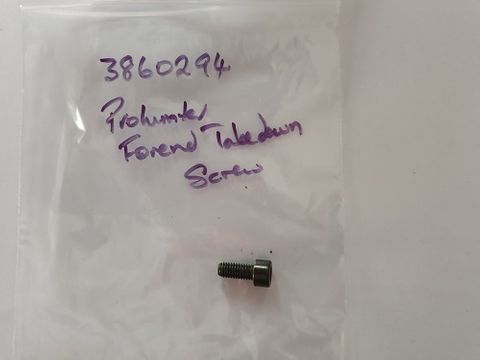 3860294
Prohunter
Forend Takedown
Screw